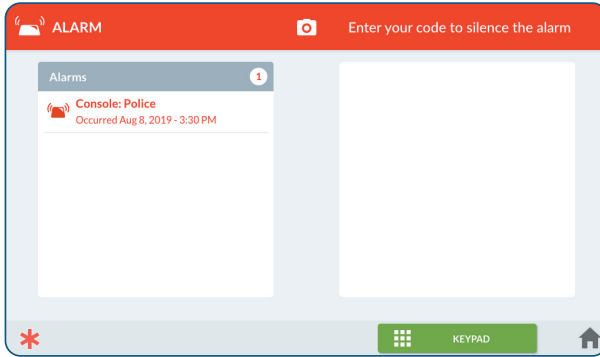 ALARM
Enter your code to silence the alarm
Alarms 1
Console: Police
Occurred Aug 8, 2019 - 3:30 PM
KEYPAD